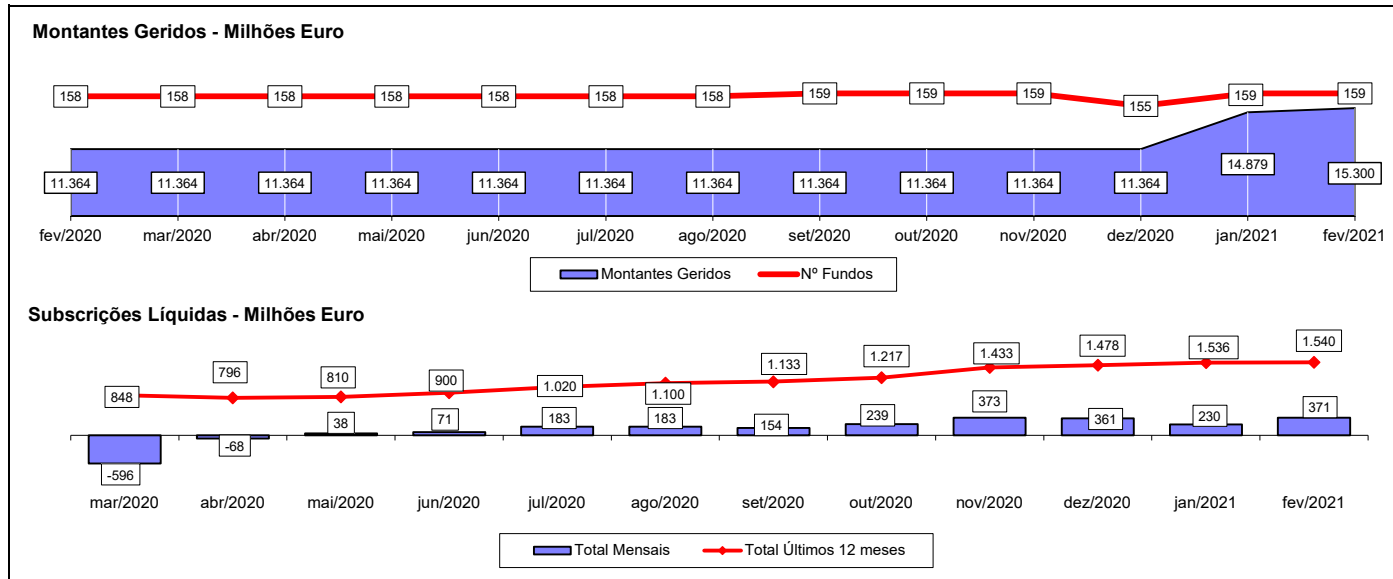 Montantes Geridos - Milhões Euro
158 158 158 158 158 158 158 159 159 159 155 159 159
11.364 11.364 11.364 11.364 11.364 11.364 11.364 11.364 11.364 11.364 11.364 14.879 15.300
fev/2020 mar/2020 abr/2020 mai/2020 jun/2020 jul/2020 ago/2020 set/2020 out/2020 nov/2020 dez/2020 jan/2021 fev/2021
Montantes Geridos Nº Fundos
Subscrições Líquidas - Milhões Euro
848 796 810 900 1.020 1.100 1.133 1.217 1.433 1.478 1.536 1.540
-596 -68 38 71 183 183 154 239 373 361 230 371
mar/2020 abr/2020 mai/2020 jun/2020 jul/2020 ago/2020 set/2020 out/2020 nov/2020 dez/2020 jan/2021 fev/2021
Total Mensais Total Últimos 12 meses